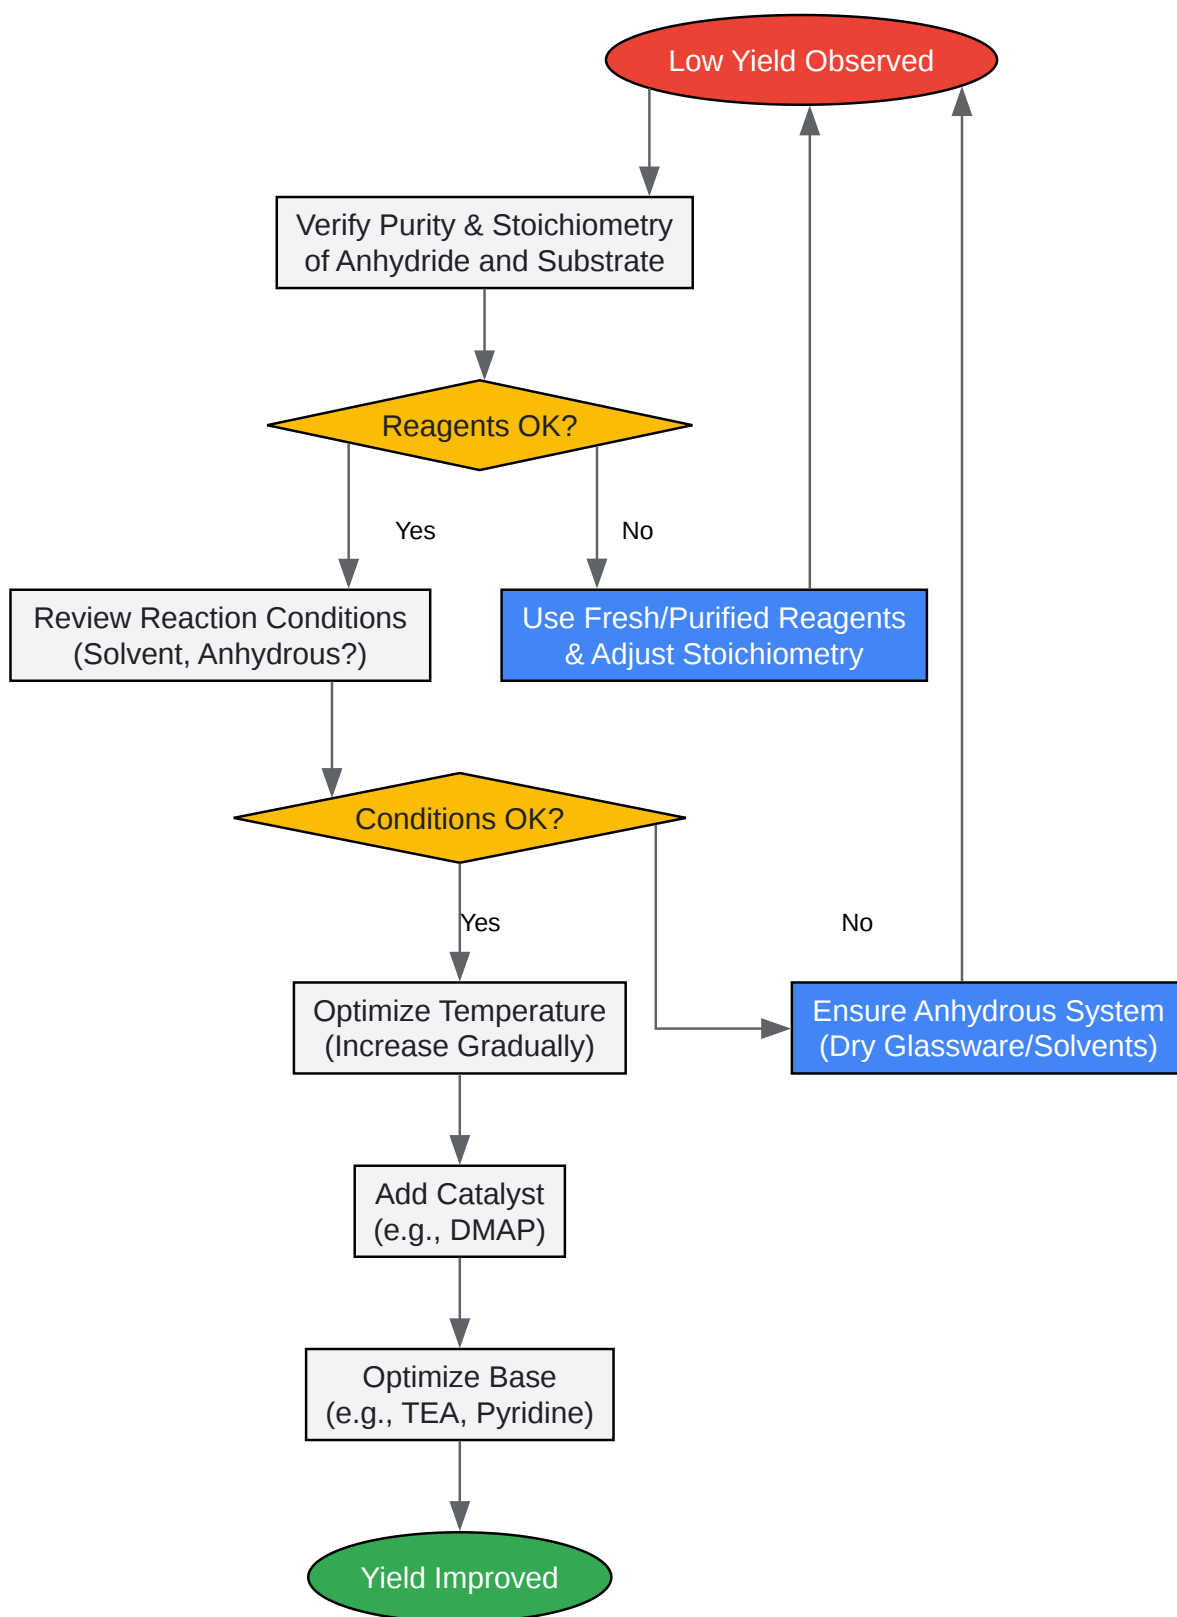 Low Yield Observed
Verify Purity & Stoichiometry
of Anhydride and Substrate
Reagents OK?
Yes
No
Review Reaction Conditions
(Solvent, Anhydrous?)
Use Fresh/Purified Reagents
& Adjust Stoichiometry
Conditions OK?
Yes
No
Optimize Temperature
(Increase Gradually)
Ensure Anhydrous System
(Dry Glassware/Solvents)
Add Catalyst
(e.g., DMAP)
Optimize Base
(e.g., TEA, Pyridine)
Yield Improved